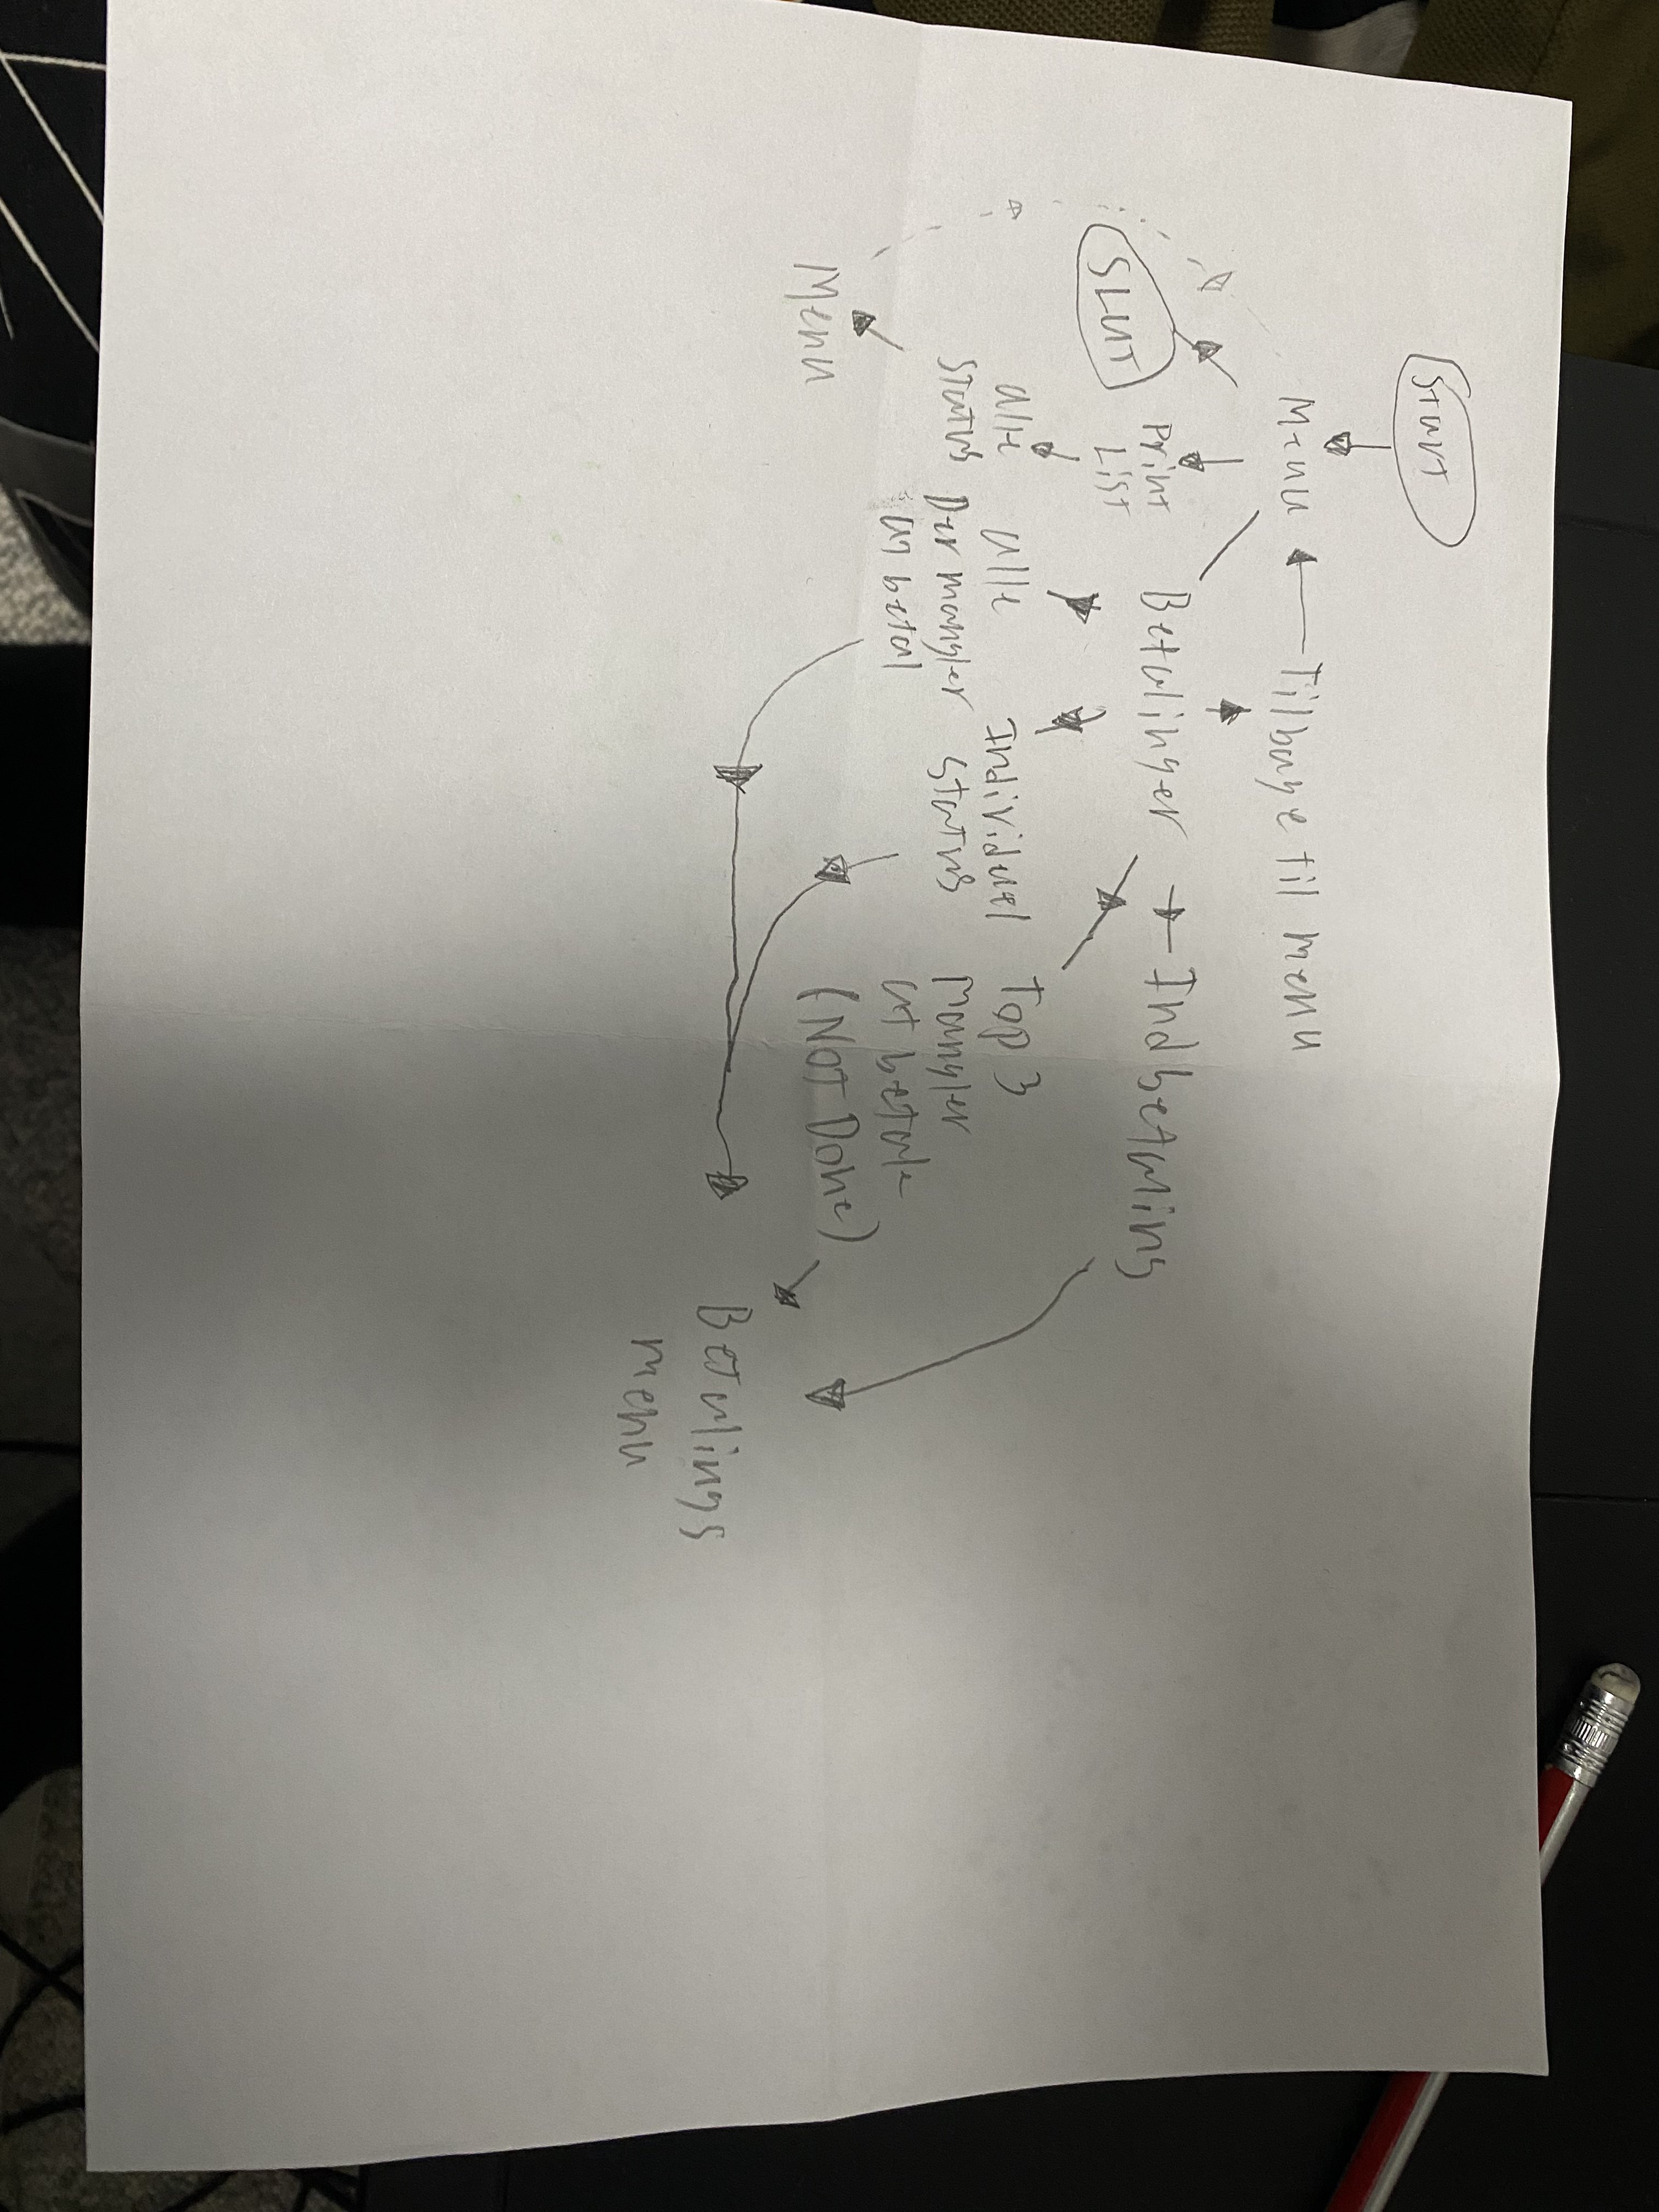 Start
Menu
Tilbage til menu
SLUT
Print
List
Betalinger
Indbetaling
alle
status
alle
Der mangler
at betal
Individuel
status
Top 3
Mangler
at betale
(NOT Done)
Menu
Betalings
menu